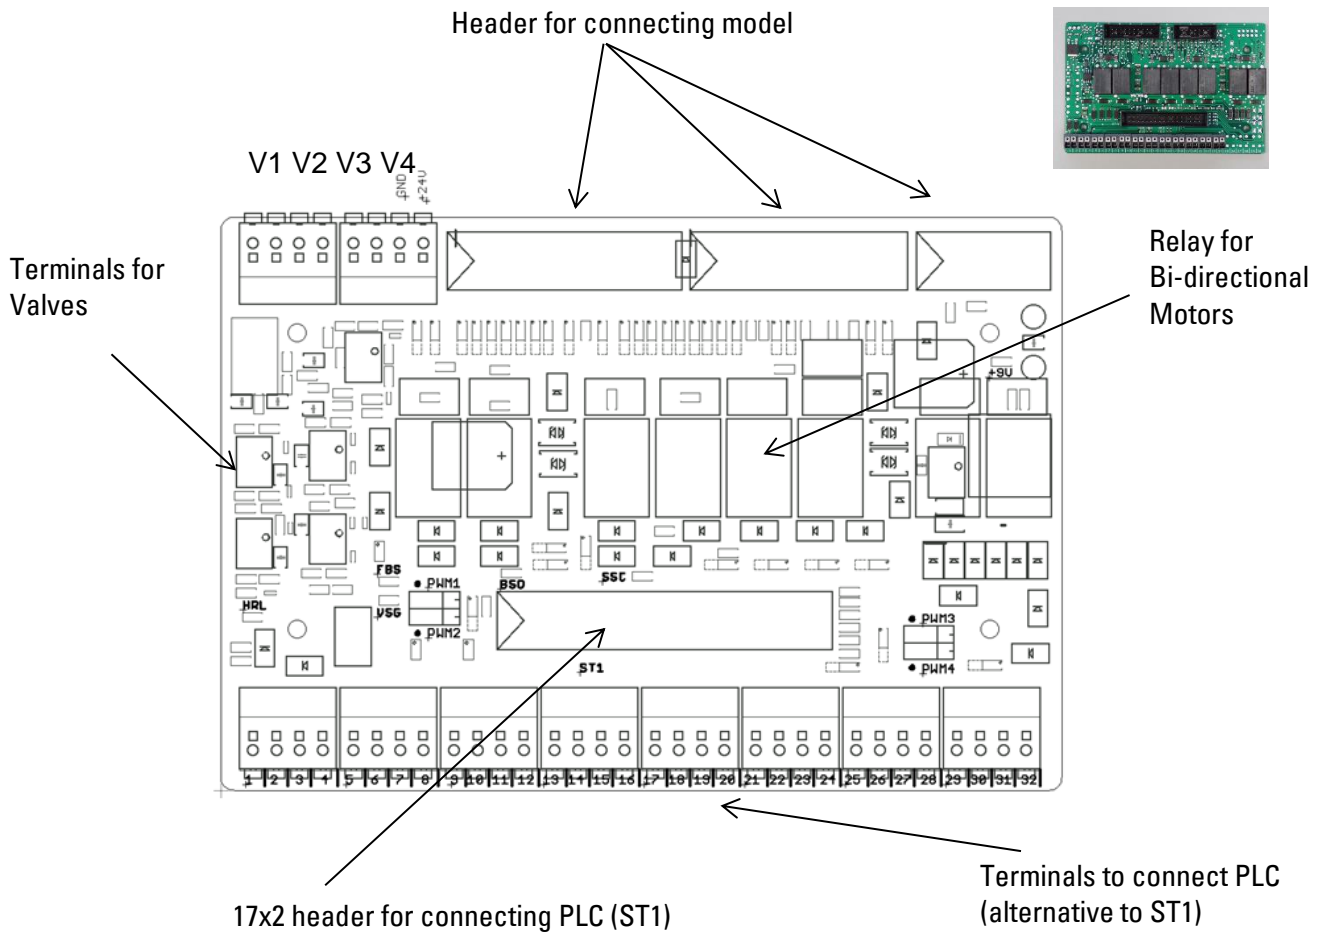 Header for connecting model
V1 V2 V3 V4
GND
+24V
Terminals for
Valves
Relay for
Bi-directional
Motors
+9V
FBS
PWM1
BSO
SSC
HRL
VSG
PWM2
PWM3
ST1
PWM4
1 2 3 4 5 6 7 8 9 10 11 12 13 14 15 16 17 18 19 20 21 22 23 24 25 26 27 28 29 30 31 32
Terminals to connect PLC
(alternative to ST1)
17x2 header for connecting PLC (ST1)